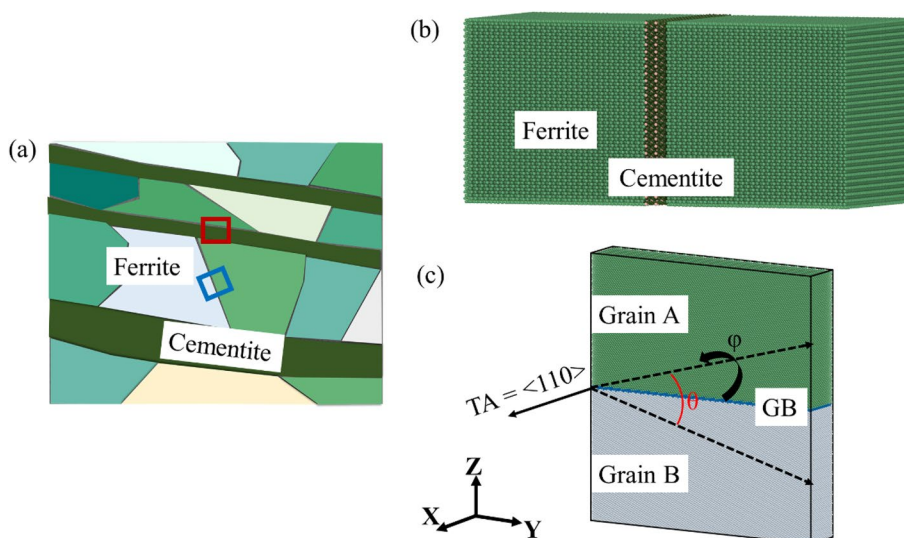 (a)
Ferrite
Cementite
(b)
Ferrite
Cementite
(c)
Grain A
φ
TA = <110>
θ
GB
Grain B
Z
X
Y